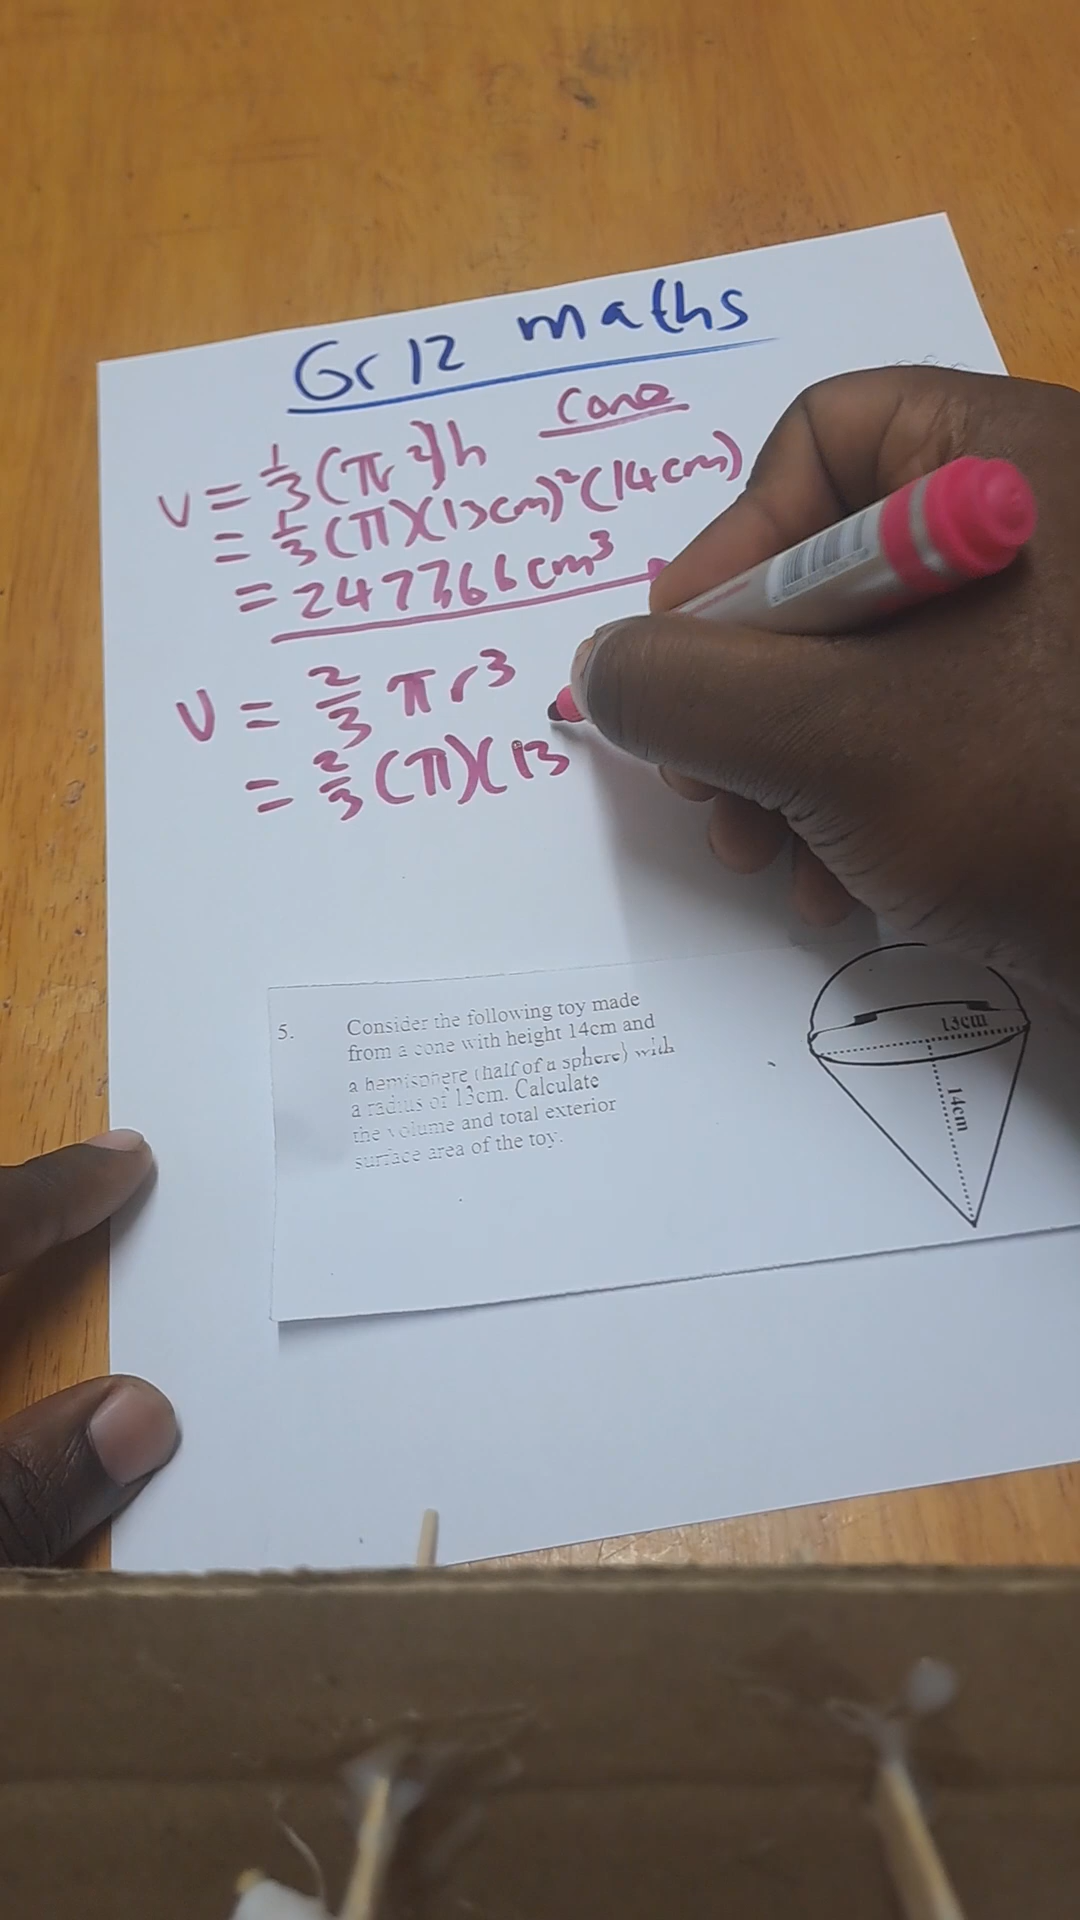 Gr 12 maths
Cone
V = 1/3 (πr²)h
= 1/3 (π)(13cm)²(14cm)
= 2477,66cm³
V = 2/3 πr³
= 2/3 (π)(13
5. Consider the following toy made
from a cone with height 14cm and
a hemisphere (half of a sphere) with
a radius of 13cm. Calculate
the volume and total exterior
surface area of the toy.
13cm
14cm